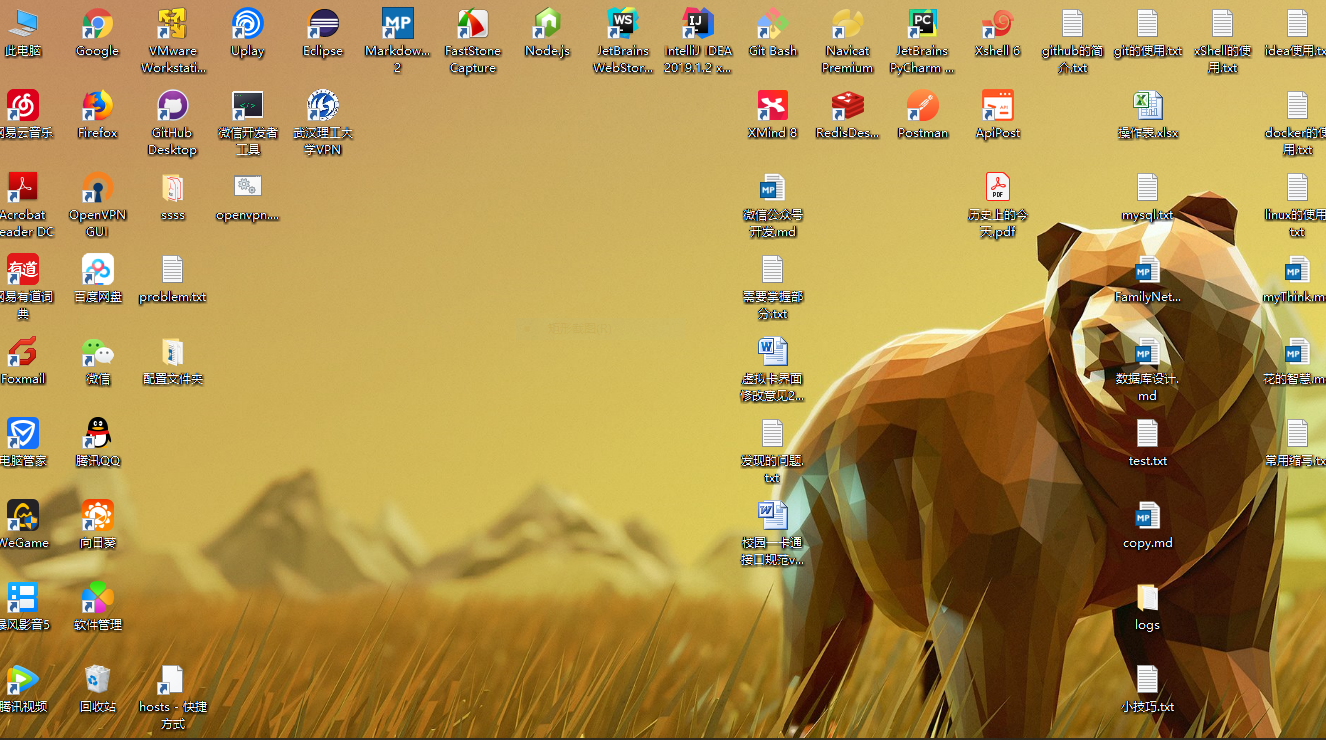 此电脑
Google
VMware
Workstati...
Uplay
Eclipse
Markdow...
2
FastStone
Capture
Node.js
JetBrains
WebStor...
IntelliJ IDEA
2019.1.2 x...
Git Bash
Navicat
Premium
JetBrains
PyCharm ...
Xshell 6
github的简
介.txt
git的使用.txt
xShell的使
用.txt
idea使用.tx
网易云音乐
Firefox
GitHub
Desktop
微信开发者
工具
武汉理工大
学VPN
XMind 8
RedisDes...
Postman
ApiPost
操作表.xlsx
docker的使
用.txt
Acrobat
eader DC
OpenVPN
GUI
ssss
openvpn....
微信公众号
开发.md
历史上的今
天.pdf
mysql.txt
linux的使用
txt
网易有道词
典
百度网盘
problem.txt
需要掌握部
分.txt
FamilyNet...
myThink.m
Foxmail
微信
配置文件夹
虚拟卡界面
修改意见2...
数据库设计.
md
花的智慧.m
电脑管家
腾讯QQ
发现的问题.
txt
test.txt
常用缩写.tx
WeGame
向日葵
校园一卡通
接口规范v...
copy.md
暴风影音5
软件管理
logs
腾讯视频
回收站
hosts - 快捷
方式
小技巧.txt